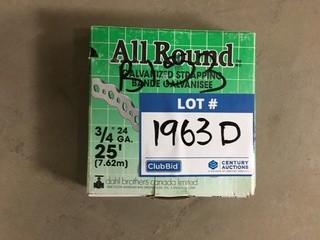 All Round
GALVANIZED STRAPPING
BANDE GALVANISÉE
LOT #
1963 D
3/4" 24
GA.
25'
(7.62m)
ClubBid
CENTURY
AUCTIONS
dahl brothers canada limited